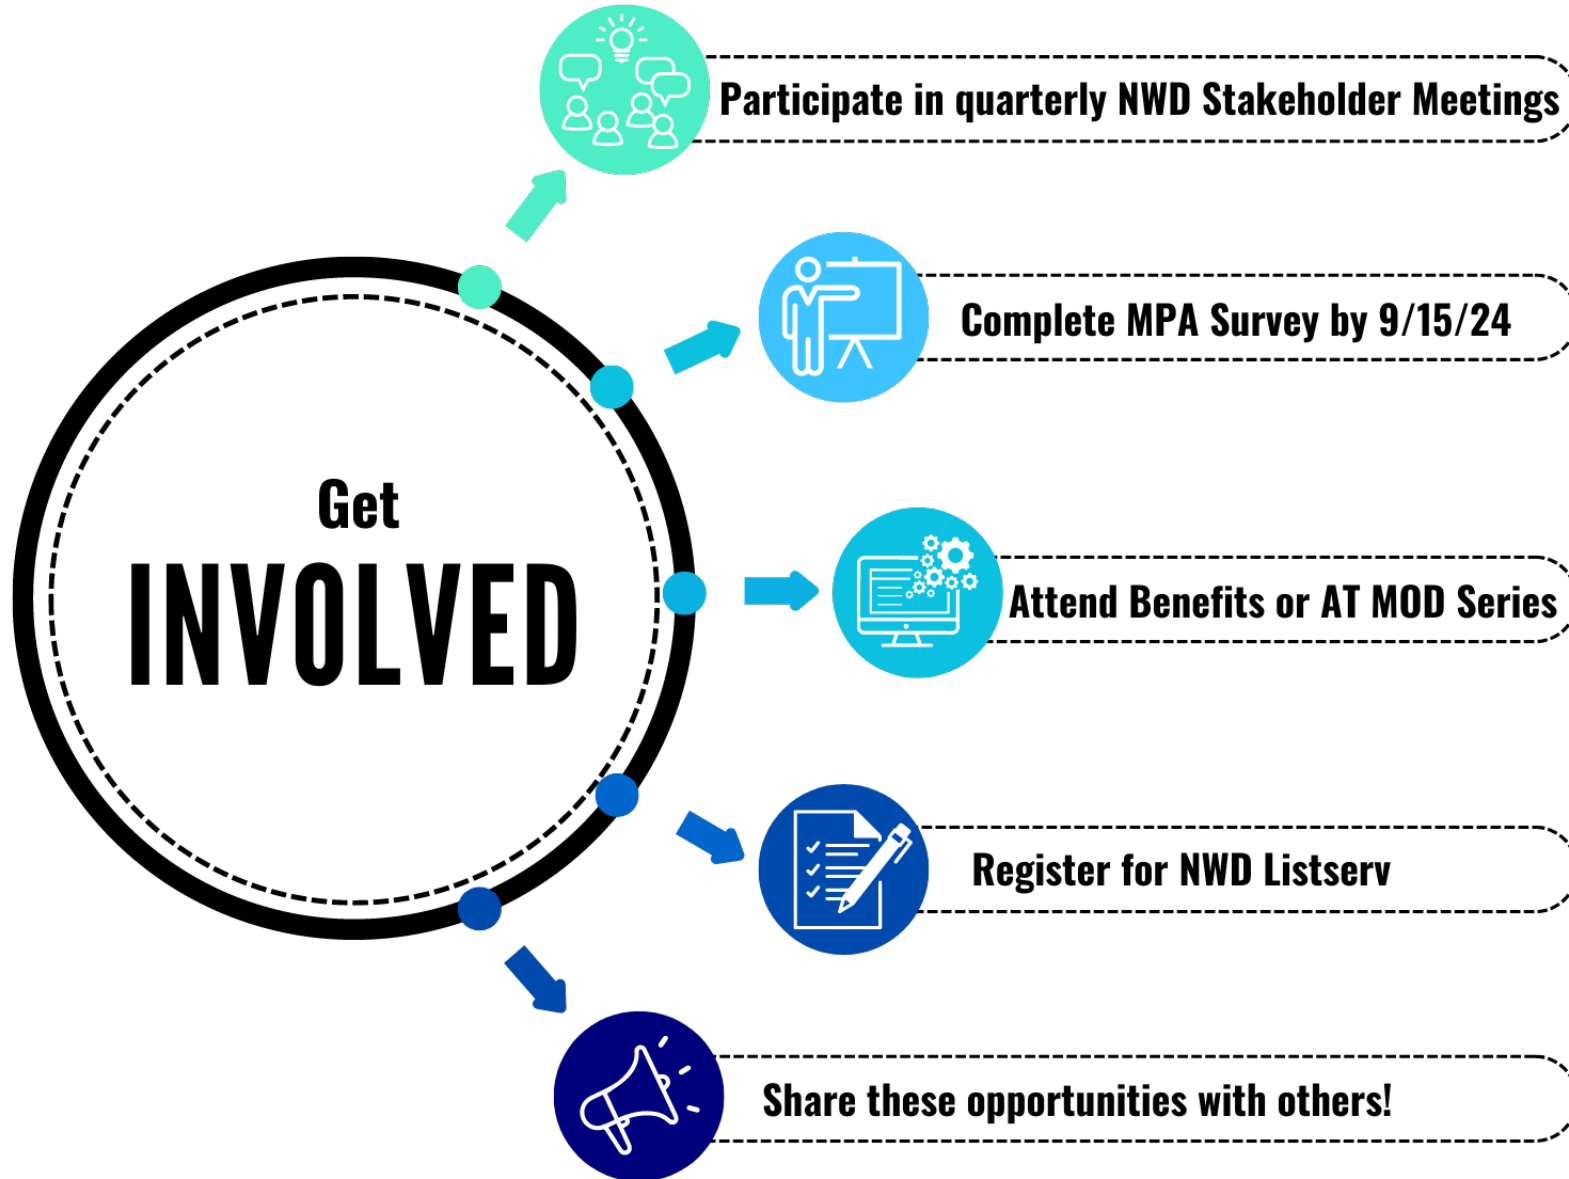 Participate in quarterly NWD Stakeholder Meetings
Complete MPA Survey by 9/15/24
Get
INVOLVED
Attend Benefits or AT MOD Series
Register for NWD Listserv
Share these opportunities with others!